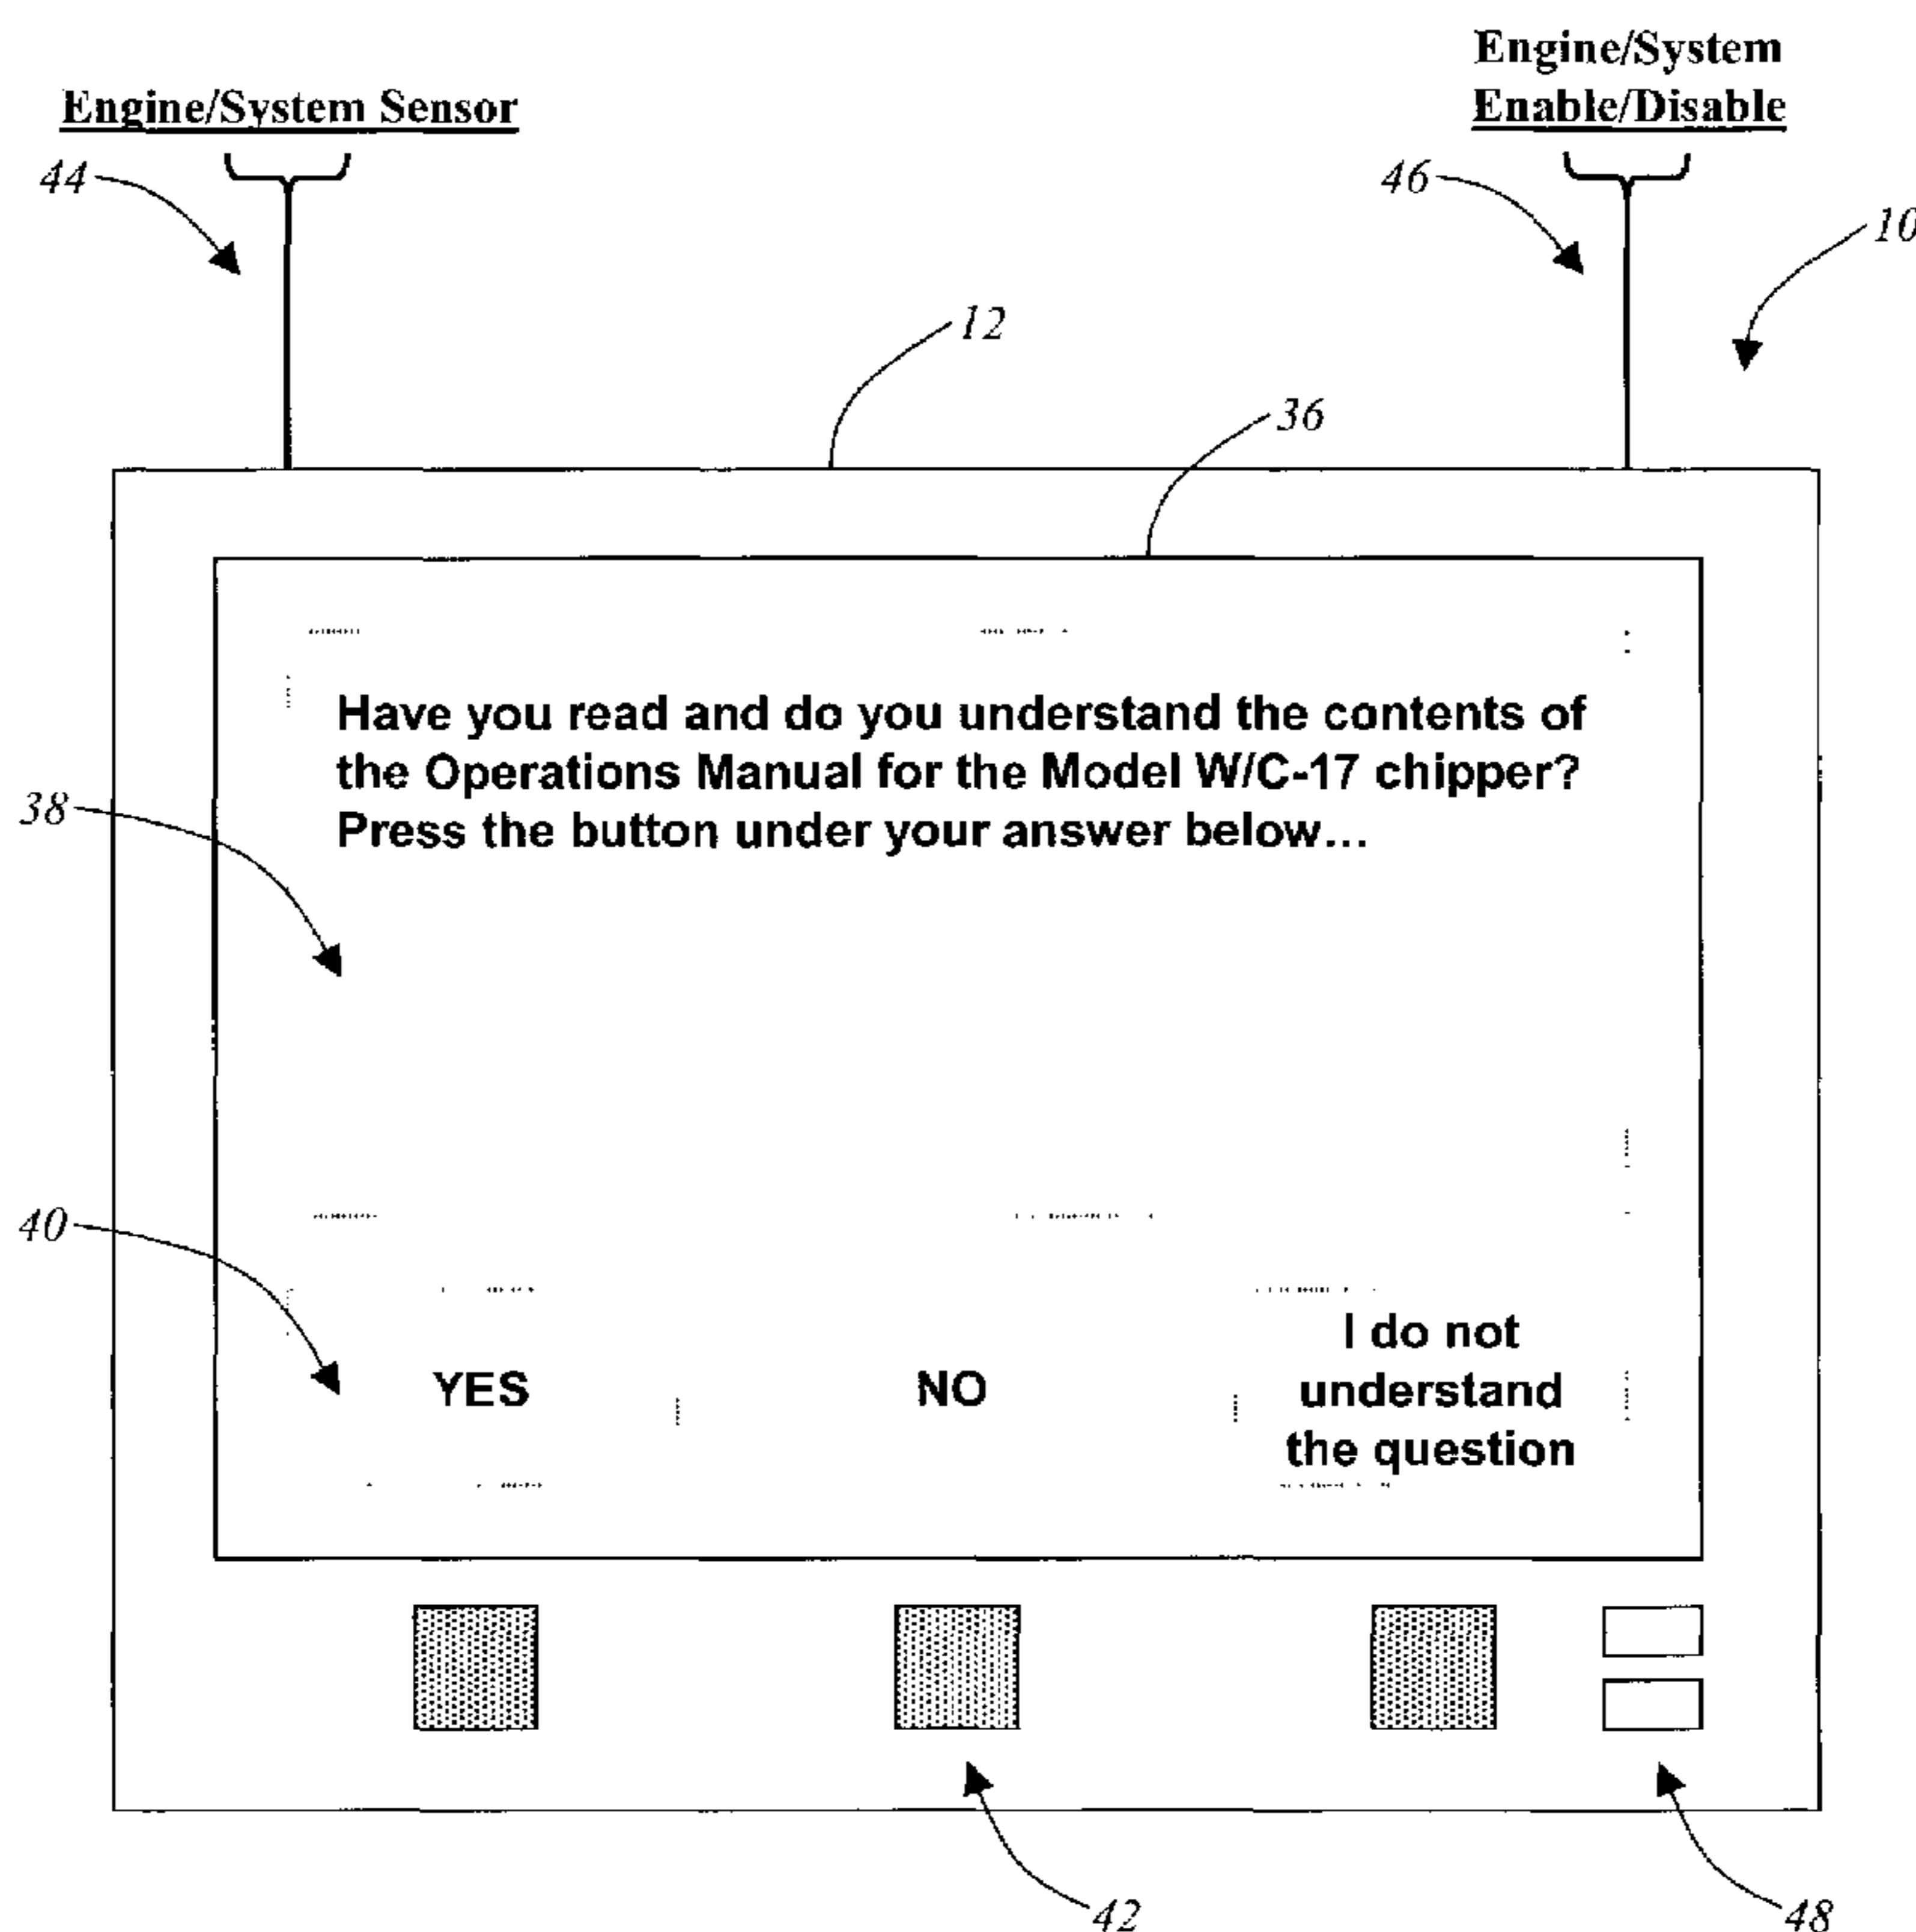 Engine/System
Engine/System Sensor
Enable/Disable
44
46
10
12
36
Have you read and do you understand the contents of
the Operations Manual for the Model W/C-17 chipper?
38
Press the button under your answer below...
40
I do not
YES
NO
understand
the question
42
48